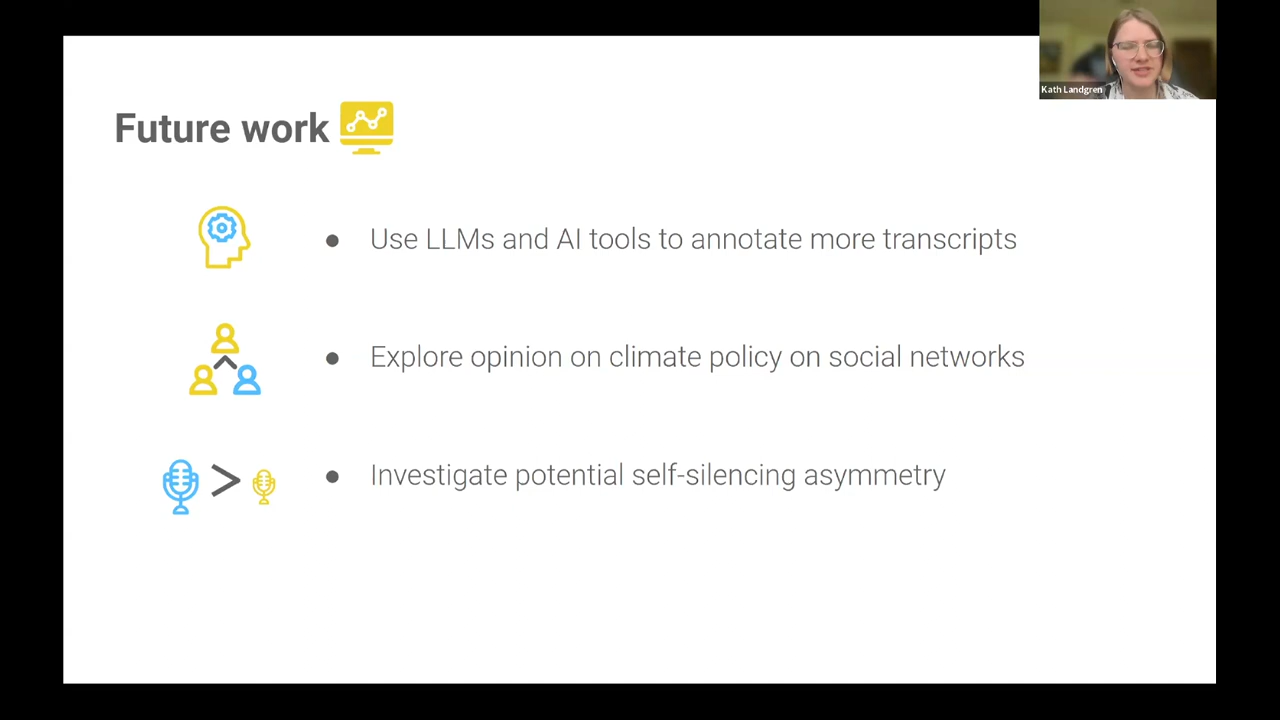 Kath Landgren
Future work
● Use LLMs and AI tools to annotate more transcripts
● Explore opinion on climate policy on social networks
> ● Investigate potential self-silencing asymmetry